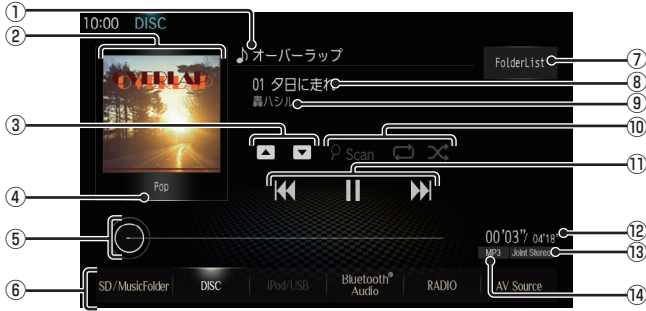 ①
10:00 DISC
②
OVERLAP
♪オーバーラップ
FolderList
⑦
01 夕日に走れ
⑧
轟ハシル
⑨
③
⑩
Scan
⑪
④
Pop
⑤
00'03"/ 04'18"
⑫
MP3 Joint Stereo
⑬
⑥
SD/MusicFolder DISC iPod/USB Bluetooth® Audio RADIO AV Source
⑭